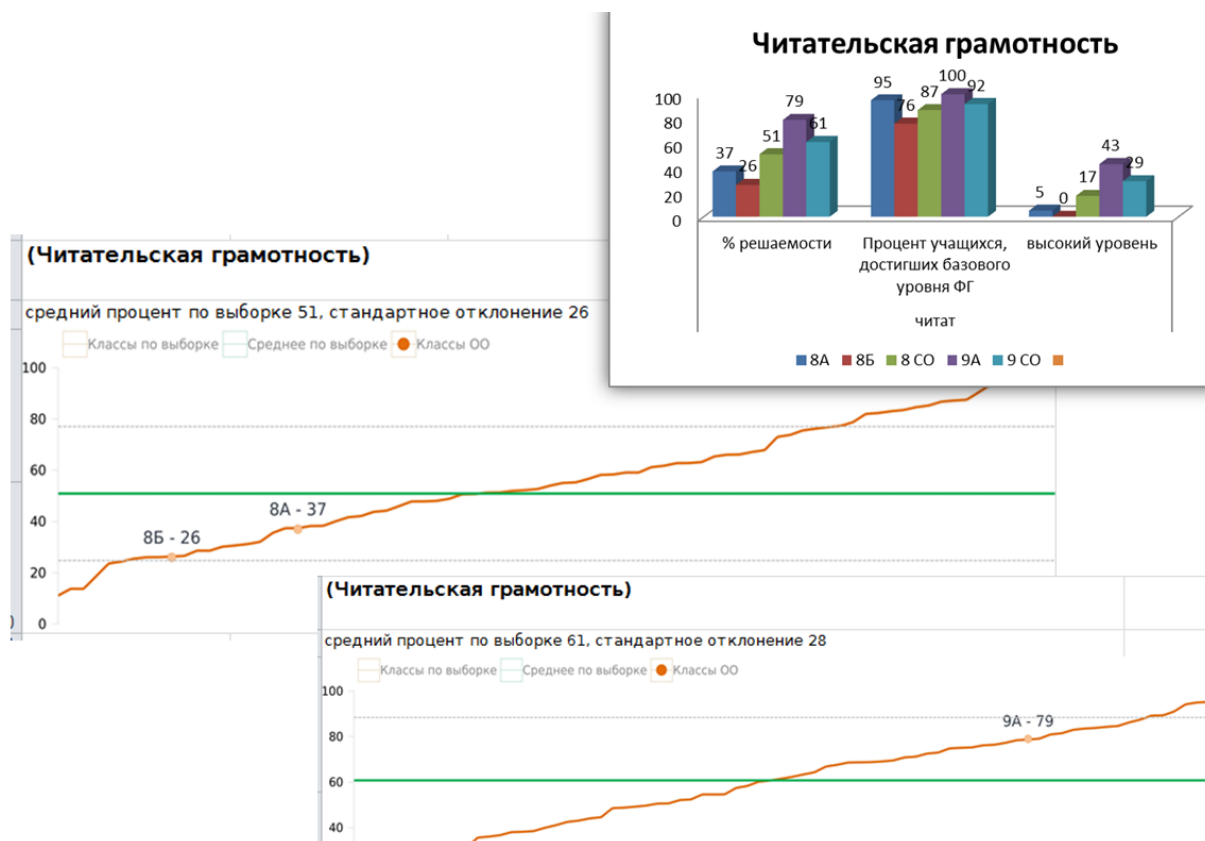 Читательская грамотность
95
76
87
100
92
79
61
51
37
26
43
29
17
5
0
100
80
60
40
20
0
% решаемости
Процент учащихся,
достигших базового
уровня ФГ
высокий уровень
читат
8А
8Б
8 СО
9А
9 СО
(Читательская грамотность)
средний процент по выборке 51, стандартное отклонение 26
Классы по выборке
Среднее по выборке
Классы ОО
100
80
60
40
20
0
8Б - 26
8А - 37
(Читательская грамотность)
средний процент по выборке 61, стандартное отклонение 28
Классы по выборке
Среднее по выборке
Классы ОО
100
80
60
40
9А - 79